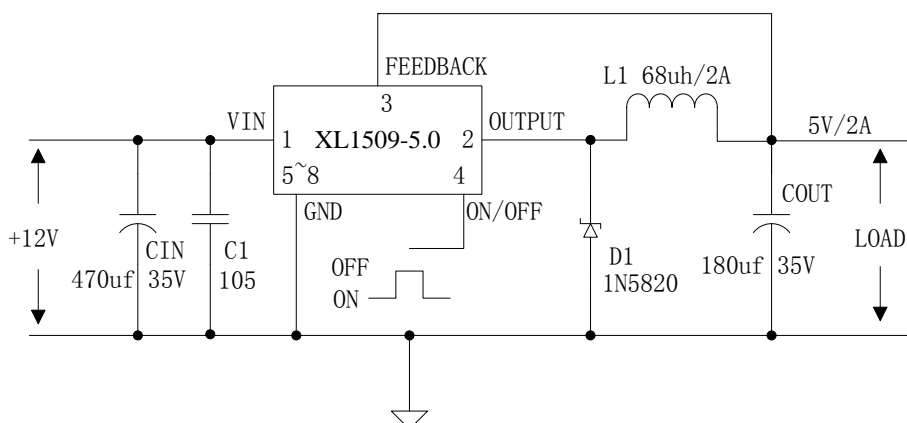 FEEDBACK
L1 68uh/2A
3
VIN
OUTPUT
5V/2A
1
XL1509-5.0
2
5~8
4
GND
ON/OFF
COUT
+12V
CIN
C1
LOAD
470uf 35V
105
OFF
ON
D1
1N5820
180uf 35V